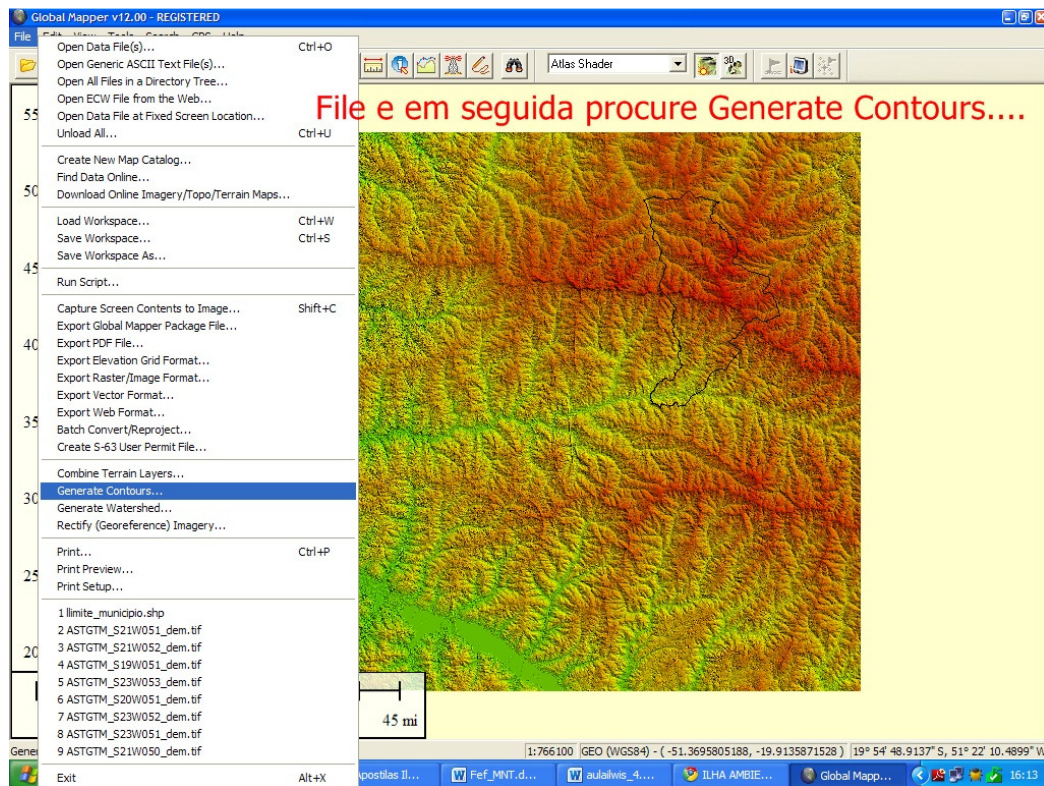 Global Mapper v12.00 - REGISTERED
File Edit View Tools Search GPS Help
Open Data File(s)... Ctrl+O
Open Generic ASCII Text File(s)...
Open All Files in a Directory Tree...
Open ECW File from the Web...
Open Data File at Fixed Screen Location...
Unload All... Ctrl+U
Create New Map Catalog...
Find Data Online...
Download Online Imagery/Topo/Terrain Maps...
Load Workspace... Ctrl+W
Save Workspace... Ctrl+S
Save Workspace As...
Run Script...
Capture Screen Contents to Image... Shift+C
Export Global Mapper Package File...
Export PDF File...
Export Elevation Grid Format...
Export Raster/Image Format...
Export Vector Format...
Export Web Format...
Batch Convert/Reproject...
Create S-63 User Permit File...
Combine Terrain Layers...
Generate Contours...
Generate Watershed...
Rectify (Georeference) Imagery...
Print... Ctrl+P
Print Preview...
Print Setup...
1 llimite_municipio.shp
2 ASTGTM_S21W051_dem.tif
3 ASTGTM_S21W052_dem.tif
4 ASTGTM_S19W051_dem.tif
5 ASTGTM_S23W053_dem.tif
6 ASTGTM_S20W051_dem.tif
7 ASTGTM_S23W052_dem.tif
8 ASTGTM_S23W051_dem.tif
9 ASTGTM_S21W050_dem.tif
Exit Alt+X
Atlas Shader
3D
File e em seguida procure Generate Contours....
55
50
45
40
35
30
25
20
45 mi
Gener
1:766100 GEO (WGS84) - ( -51.3695805188, -19.9135871528 ) 19° 54' 48.9137" S, 51° 22' 10.4899" W
Apostilas Il... Fef_MNT.d... aulailwis_4.... ILHA AMBIE... Global Mapp... 16:13